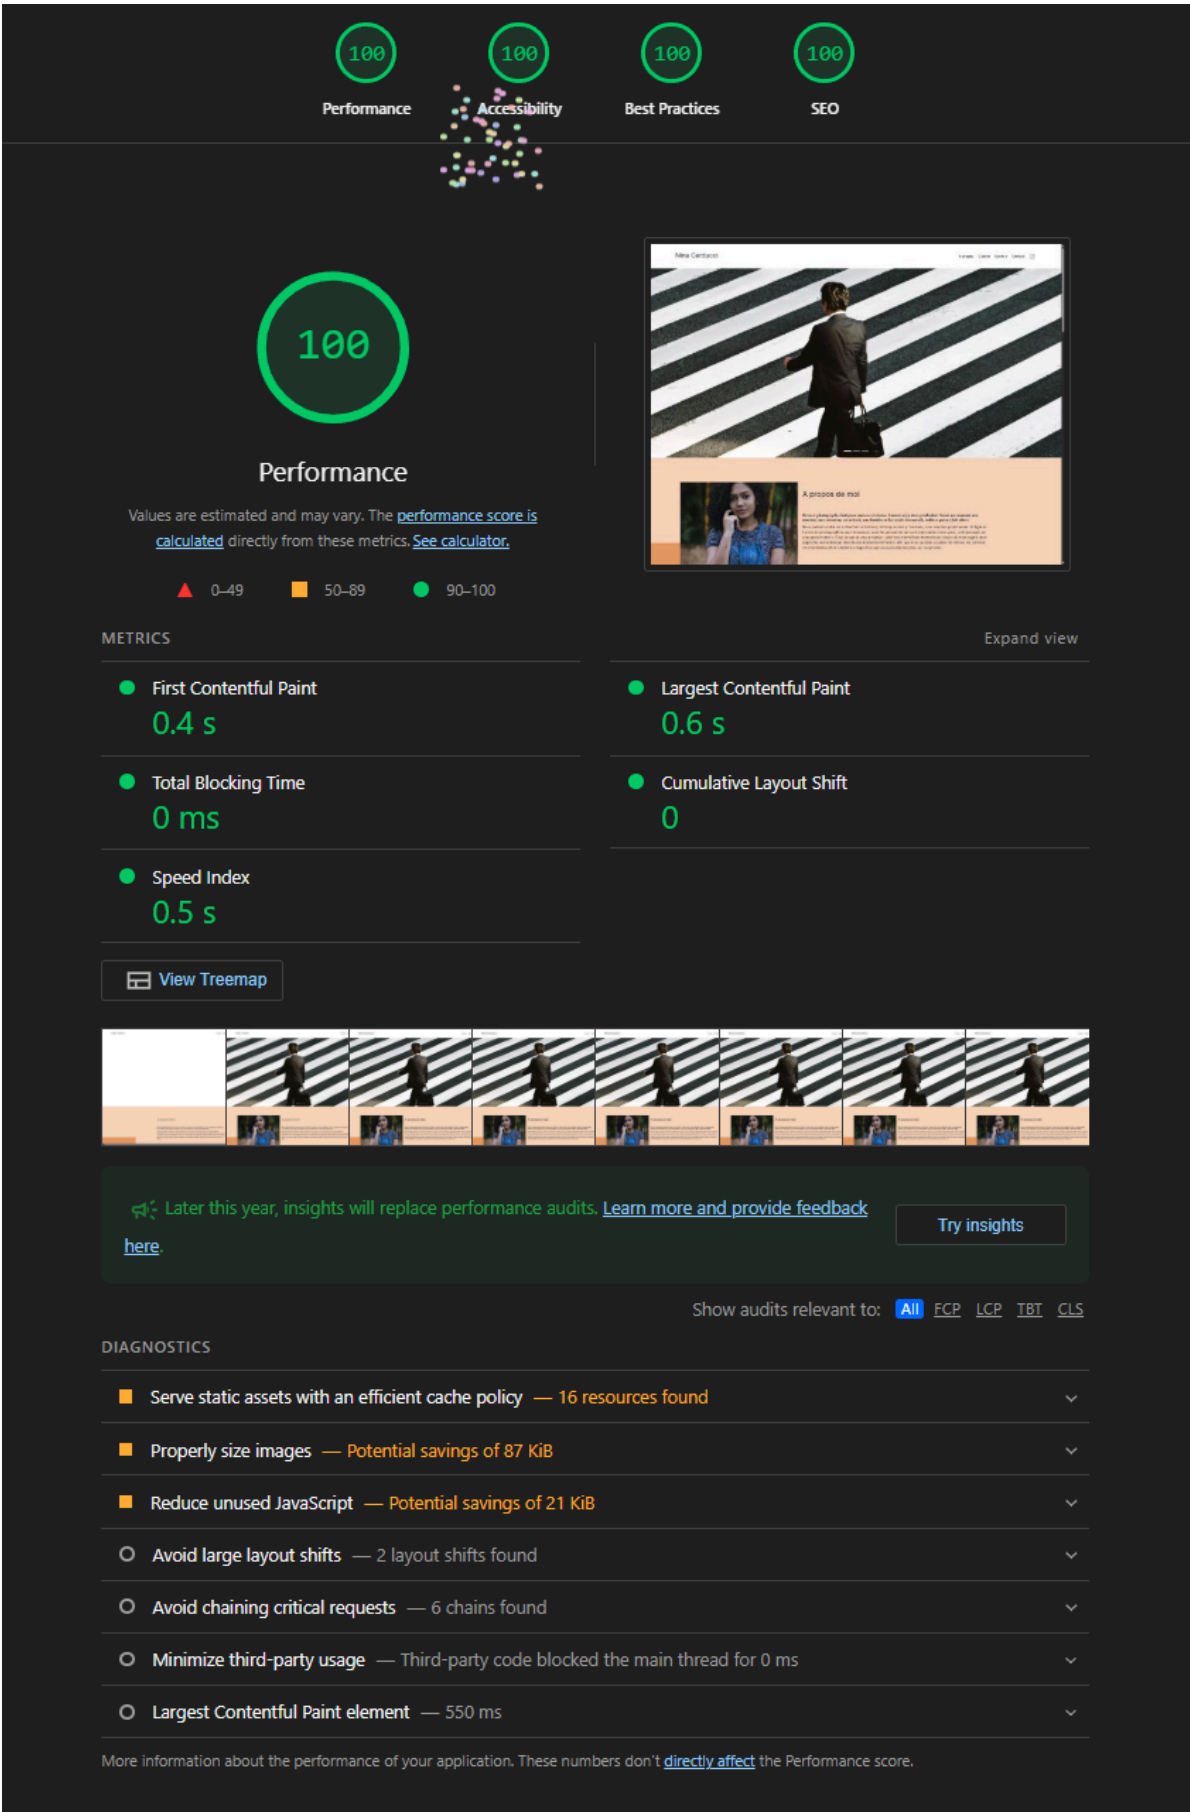 100
100
100
100
Performance
Accessibility
Best Practices
SEO
Nina Carducci
100
A propos de moi
Performance
Values are estimated and may vary. The performance score is
calculated directly from these metrics. See calculator.
0–49
50–89
90–100
METRICS
Expand view
First Contentful Paint
0.4 s
Largest Contentful Paint
0.6 s
Total Blocking Time
0 ms
Cumulative Layout Shift
0
Speed Index
0.5 s
View Treemap
Later this year, insights will replace performance audits. Learn more and provide feedback
here.
Try insights
Show audits relevant to: All FCP LCP TBT CLS
DIAGNOSTICS
Serve static assets with an efficient cache policy — 16 resources found
Properly size images — Potential savings of 87 KiB
Reduce unused JavaScript — Potential savings of 21 KiB
Avoid large layout shifts — 2 layout shifts found
Avoid chaining critical requests — 6 chains found
Minimize third-party usage — Third-party code blocked the main thread for 0 ms
Largest Contentful Paint element — 550 ms
More information about the performance of your application. These numbers don't directly affect the Performance score.